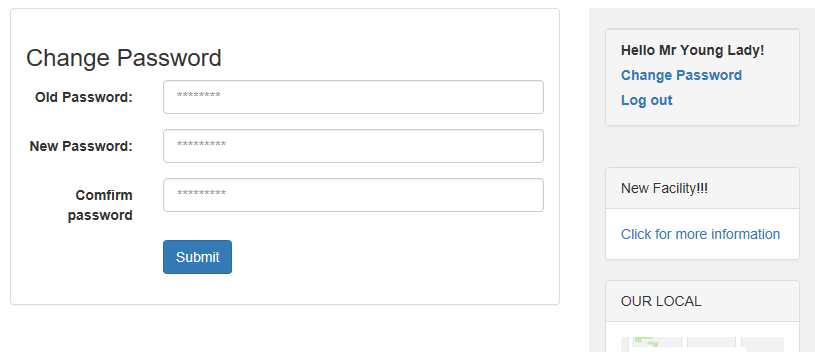 Change Password
Old Password:
********
New Password:
*********
Comfirm
password
*********
Submit
Hello Mr Young Lady!
Change Password
Log out
New Facility!!!
Click for more information
OUR LOCAL